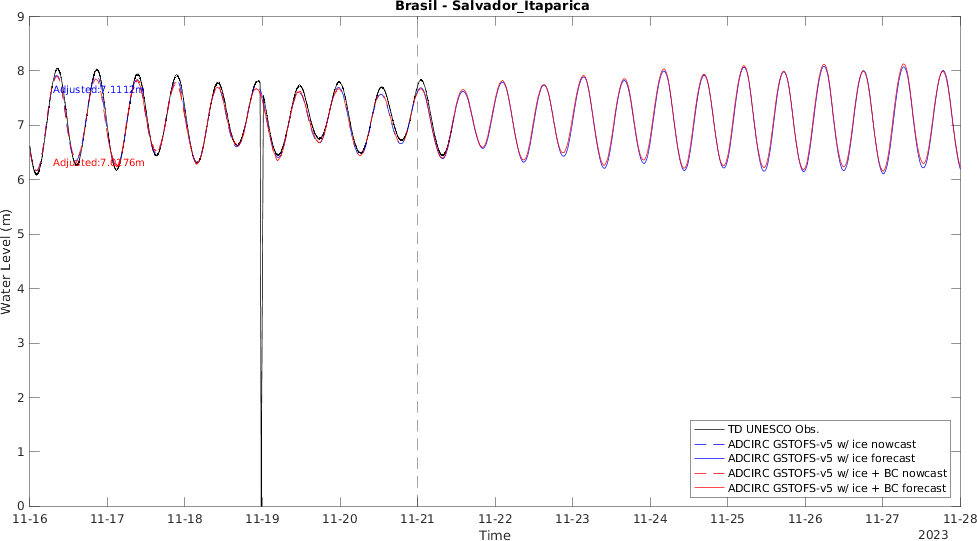 Brasil - Salvador_Itaparica
9
8
7
6
5
4
3
2
1
0
Water Level (m)
Adjusted:7.1112m
Adjusted:7.0276m
TD UNESCO Obs.
ADCIRC GSTOFS-v5 w/ ice nowcast
ADCIRC GSTOFS-v5 w/ ice forecast
ADCIRC GSTOFS-v5 w/ ice + BC nowcast
ADCIRC GSTOFS-v5 w/ ice + BC forecast
11-16 11-17 11-18 11-19 11-20 11-21 11-22 11-23 11-24 11-25 11-26 11-27 11-28
Time
2023